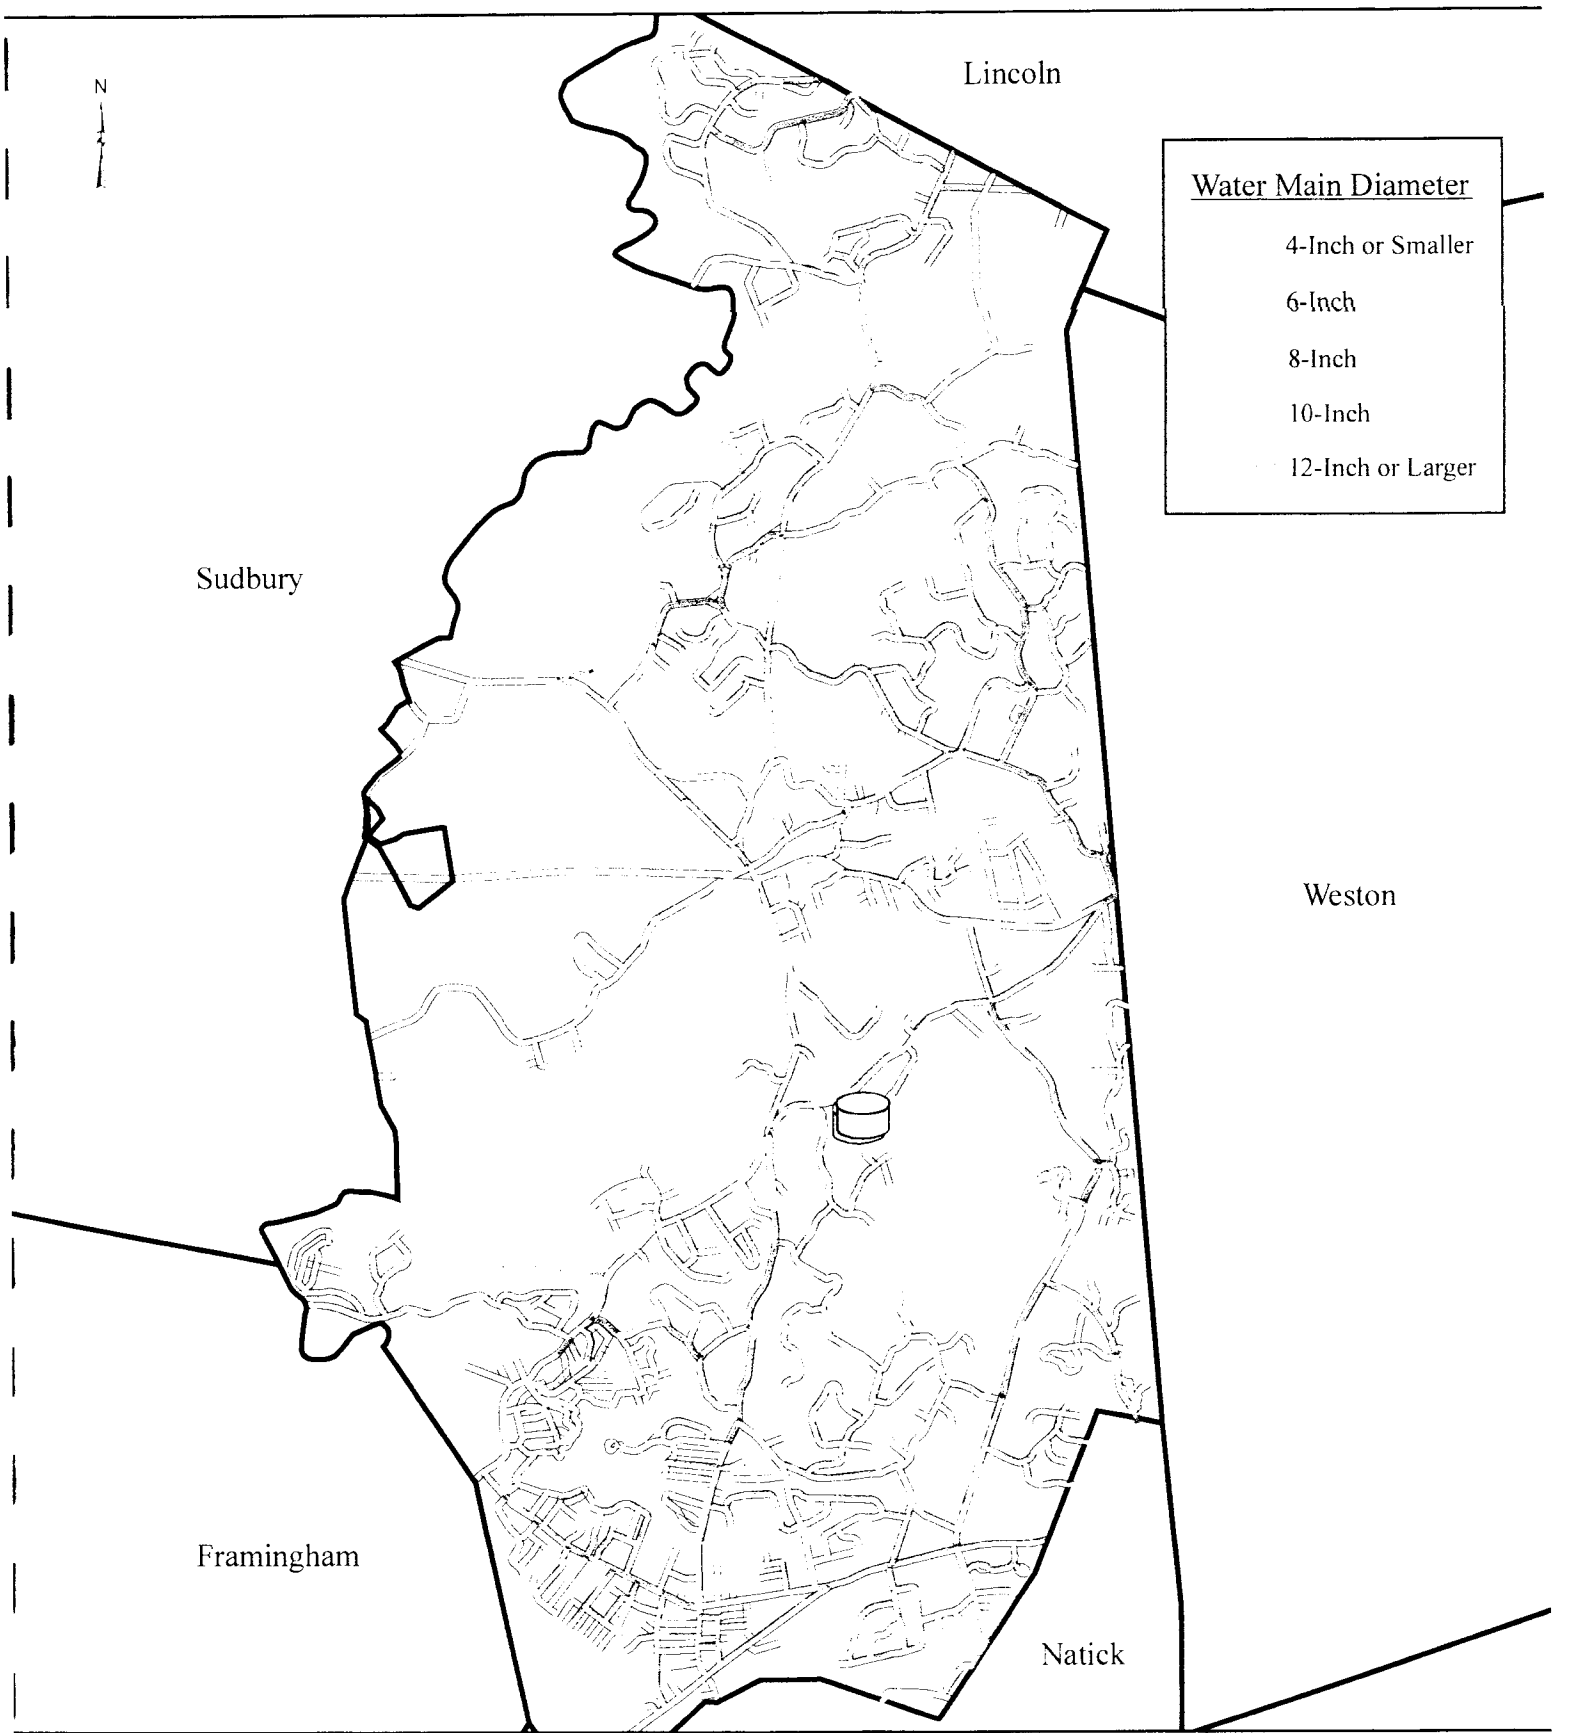 N
Lincoln
Water Main Diameter
4-Inch or Smaller
6-Inch
8-Inch
10-Inch
12-Inch or Larger
Sudbury
Weston
Framingham
Natick